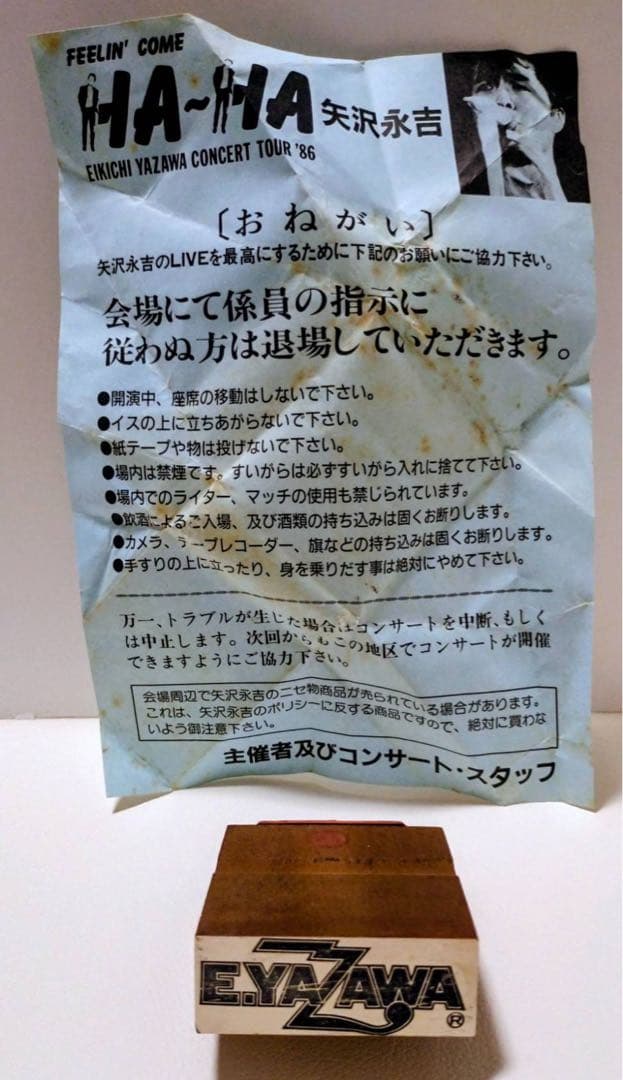 FEELIN' COME
HA~HA 矢沢永吉
EIKICHI YAZAWA CONCERT TOUR '86
〔おねがい〕
矢沢永吉のLIVEを最高にするために下記のお願いにご協力下さい。
会場にて係員の指示に
従わぬ方は退場していただきます。
●開演中、座席の移動はしないで下さい。
●イスの上に立ちあがらないで下さい。
●紙テープや物は投げないで下さい。
●場内は禁煙です。すいがらは必ずすいがら入れに捨てて下さい。
●場内でのライター、マッチの使用も禁じられています。
●飲酒によるご入場、及び酒類の持ち込みは固くお断りします。
●カメラ、テープレコーダー、旗などの持ち込みは固くお断りします。
●手すりの上に立ったり、身を乗りだす事は絶対にやめて下さい。
万一、トラブルが生じた場合はコンサートを中断、もしく
は中止します。次回からもこの地区でコンサートが開催
できますようにご協力下さい。
会場周辺で矢沢永吉のニセ物商品が売られている場合があります。
これは、矢沢永吉のポリシーに反する商品ですので、絶対に買わな
いよう御注意下さい。
主催者及びコンサート・スタッフ
E.YAZAWA®